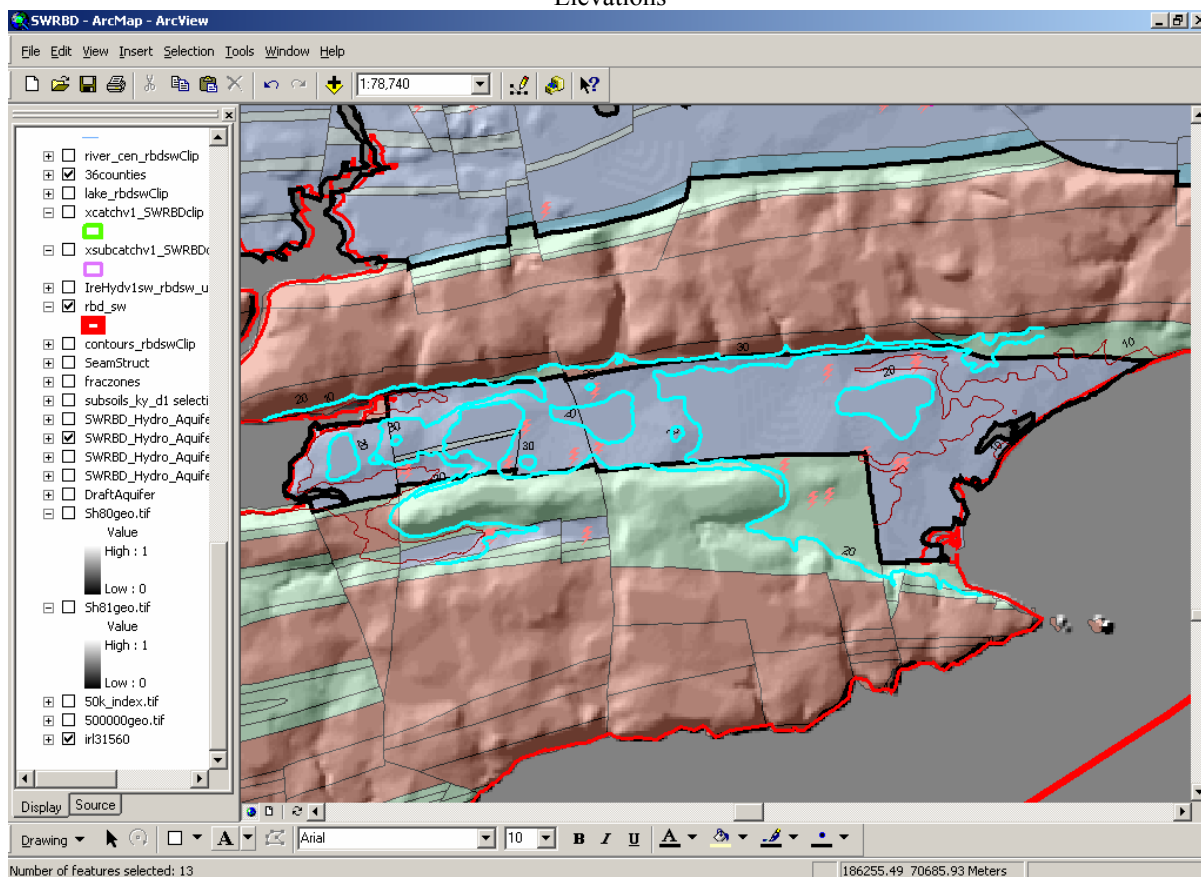 Elevations
SWRBD - ArcMap - ArcView
File Edit View Insert Selection Tools Window Help
1:78,740
river_cen_rbdswClip
36counties
lake_rbdswClip
xcatchv1_SWRBDclip
xsubcatchv1_SWRBDc
IreHydv1sw_rbdsw_u
rbd_sw
contours_rbdswClip
SeamStruct
fraczones
subsoils_ky_d1 selecti
SWRBD_Hydro_Aquife
SWRBD_Hydro_Aquife
SWRBD_Hydro_Aquife
SWRBD_Hydro_Aquife
DraftAquifer
Sh80geo.tif
Value
High : 1
Low : 0
Sh81geo.tif
Value
High : 1
Low : 0
50k_index.tif
500000geo.tif
irl31560
Display Source
30
10
20
20 10
30
20
30
20
Drawing A Arial 10 B I U A
Number of features selected: 13
186255.49 70685.93 Meters